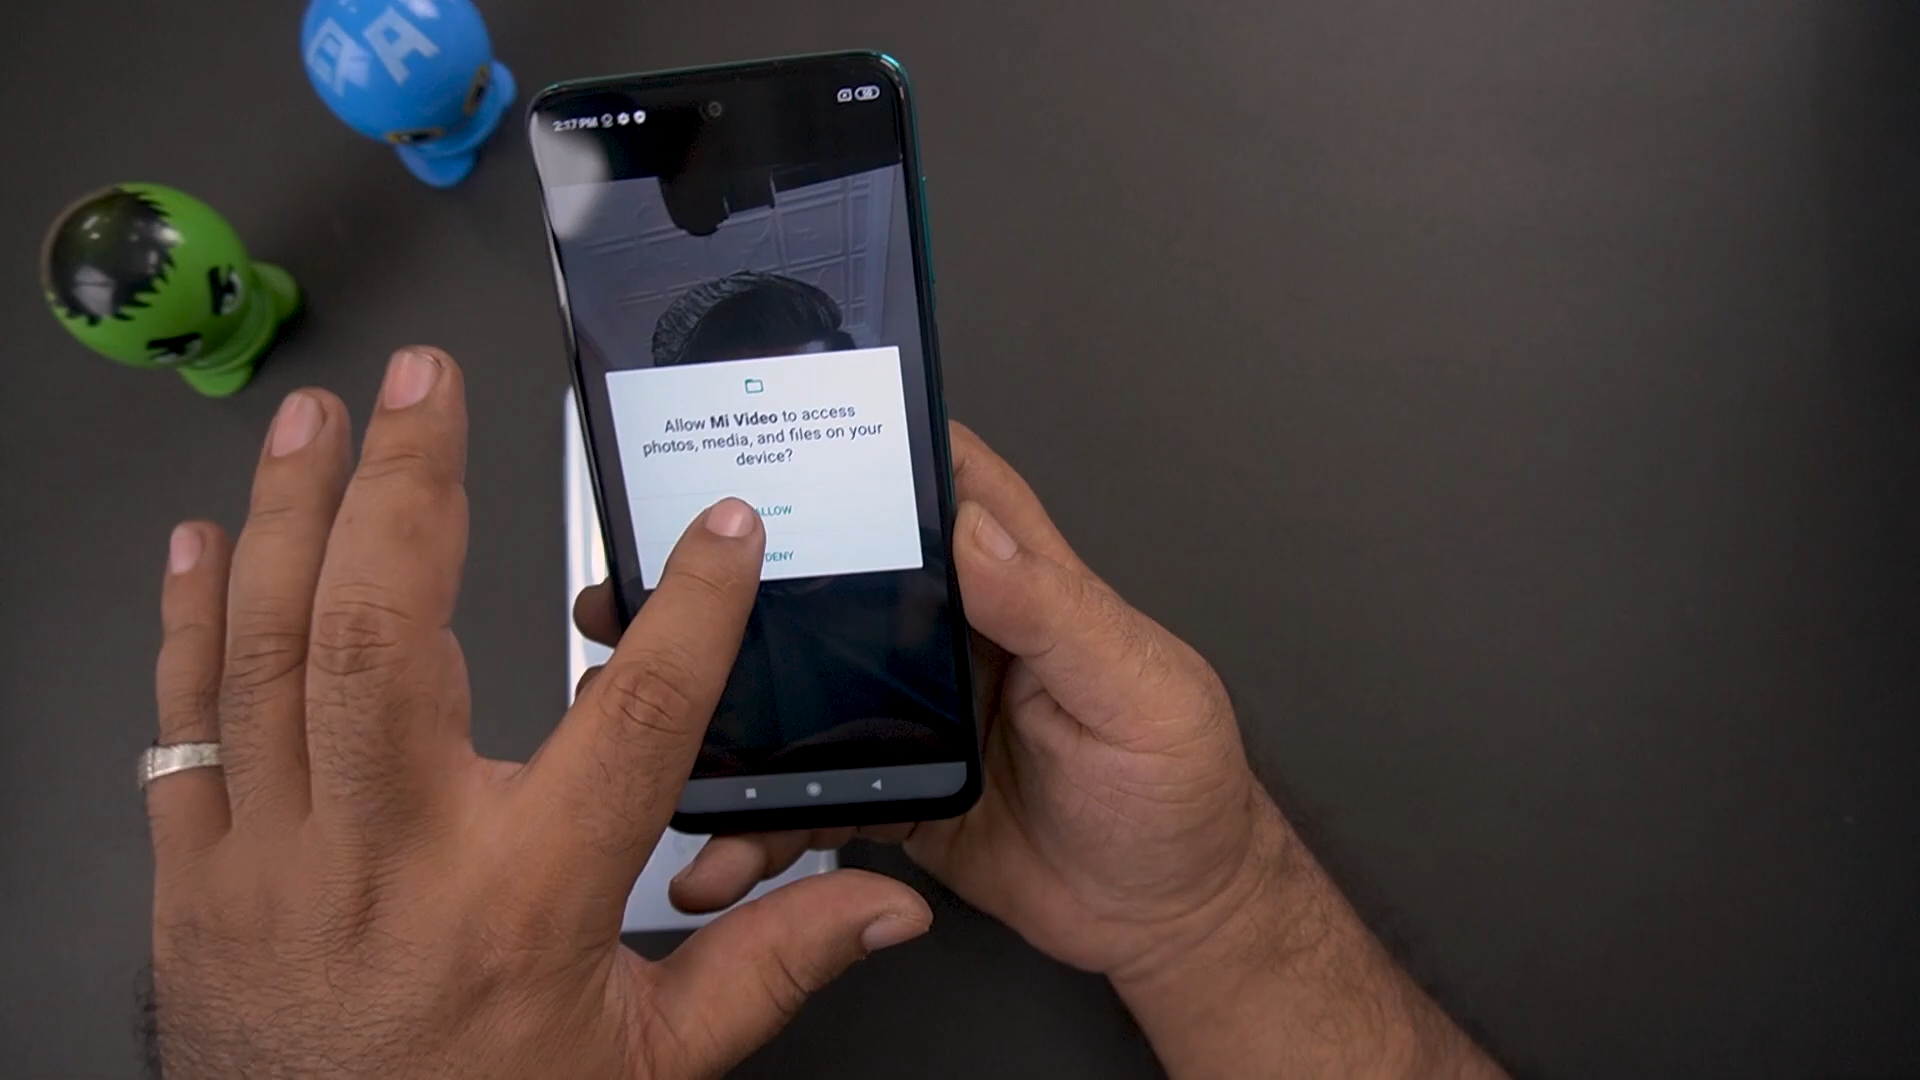 2:37 PM
Allow Mi Video to access
photos, media, and files on your
device?
ALLOW
DENY